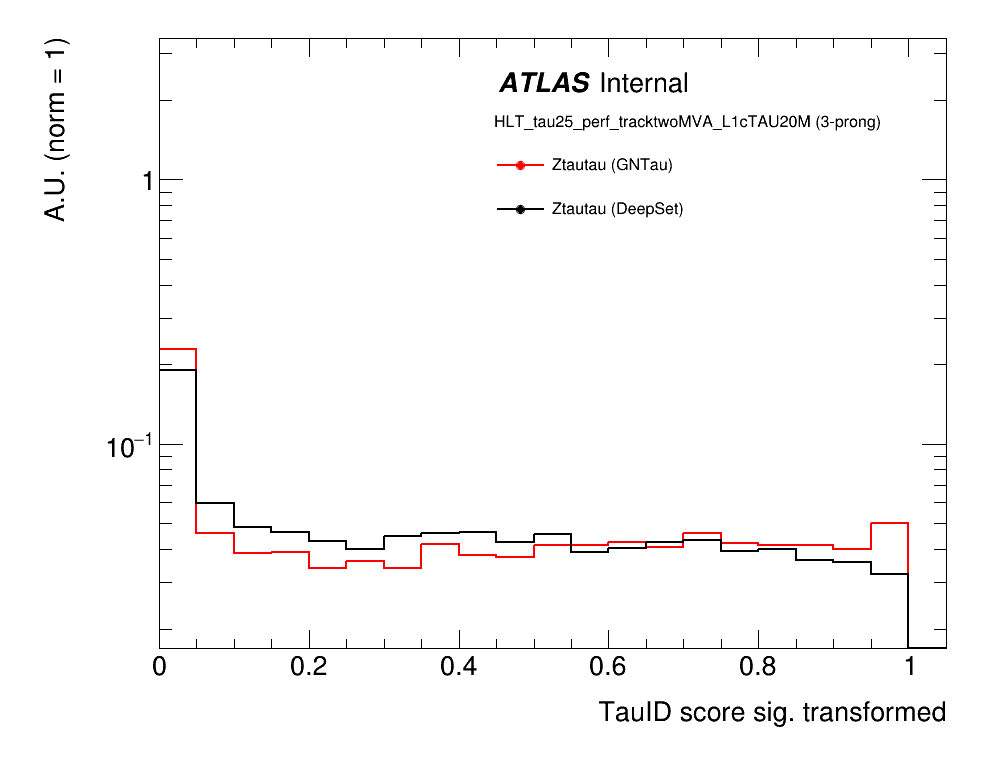 A.U. (norm = 1)
ATLAS Internal
HLT_tau25_perf_tracktwoMVA_L1cTAU20M (3-prong)
Ztautau (GNTau)
Ztautau (DeepSet)
1
10⁻¹
0 0.2 0.4 0.6 0.8 1
TauID score sig. transformed